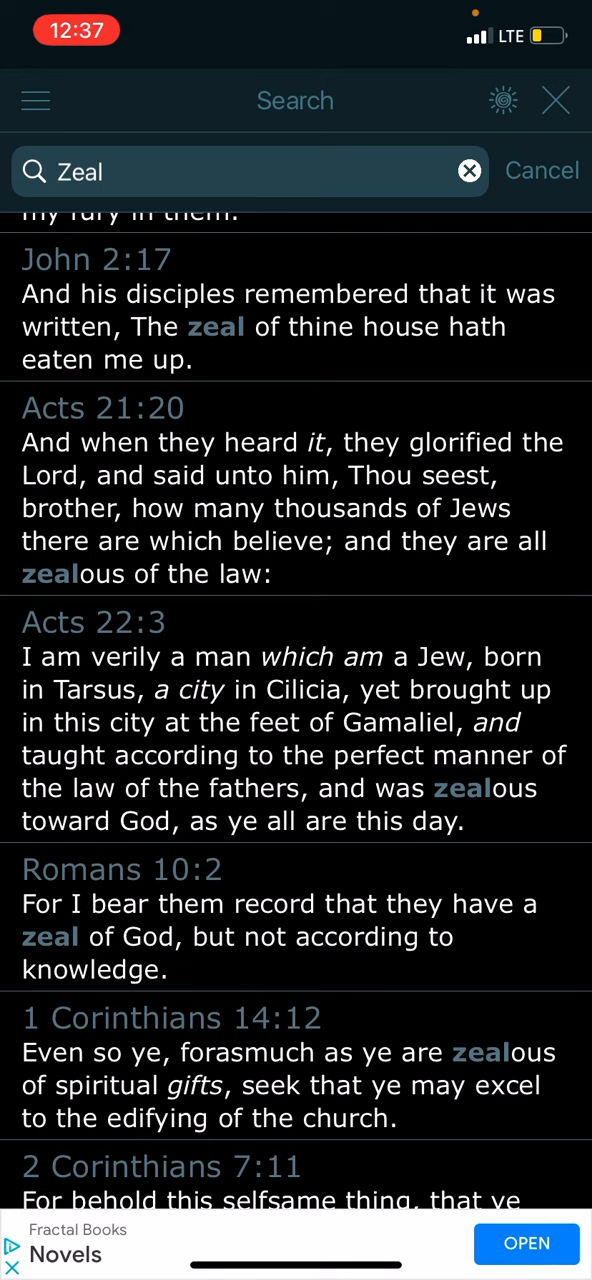 12:37
LTE
Search
Zeal
Cancel
my fury in them.
John 2:17
And his disciples remembered that it was
written, The zeal of thine house hath
eaten me up.
Acts 21:20
And when they heard it, they glorified the
Lord, and said unto him, Thou seest,
brother, how many thousands of Jews
there are which believe; and they are all
zealous of the law:
Acts 22:3
I am verily a man which am a Jew, born
in Tarsus, a city in Cilicia, yet brought up
in this city at the feet of Gamaliel, and
taught according to the perfect manner of
the law of the fathers, and was zealous
toward God, as ye all are this day.
Romans 10:2
For I bear them record that they have a
zeal of God, but not according to
knowledge.
1 Corinthians 14:12
Even so ye, forasmuch as ye are zealous
of spiritual gifts, seek that ye may excel
to the edifying of the church.
2 Corinthians 7:11
For behold this selfsame thing, that ye
Fractal Books
Novels
OPEN